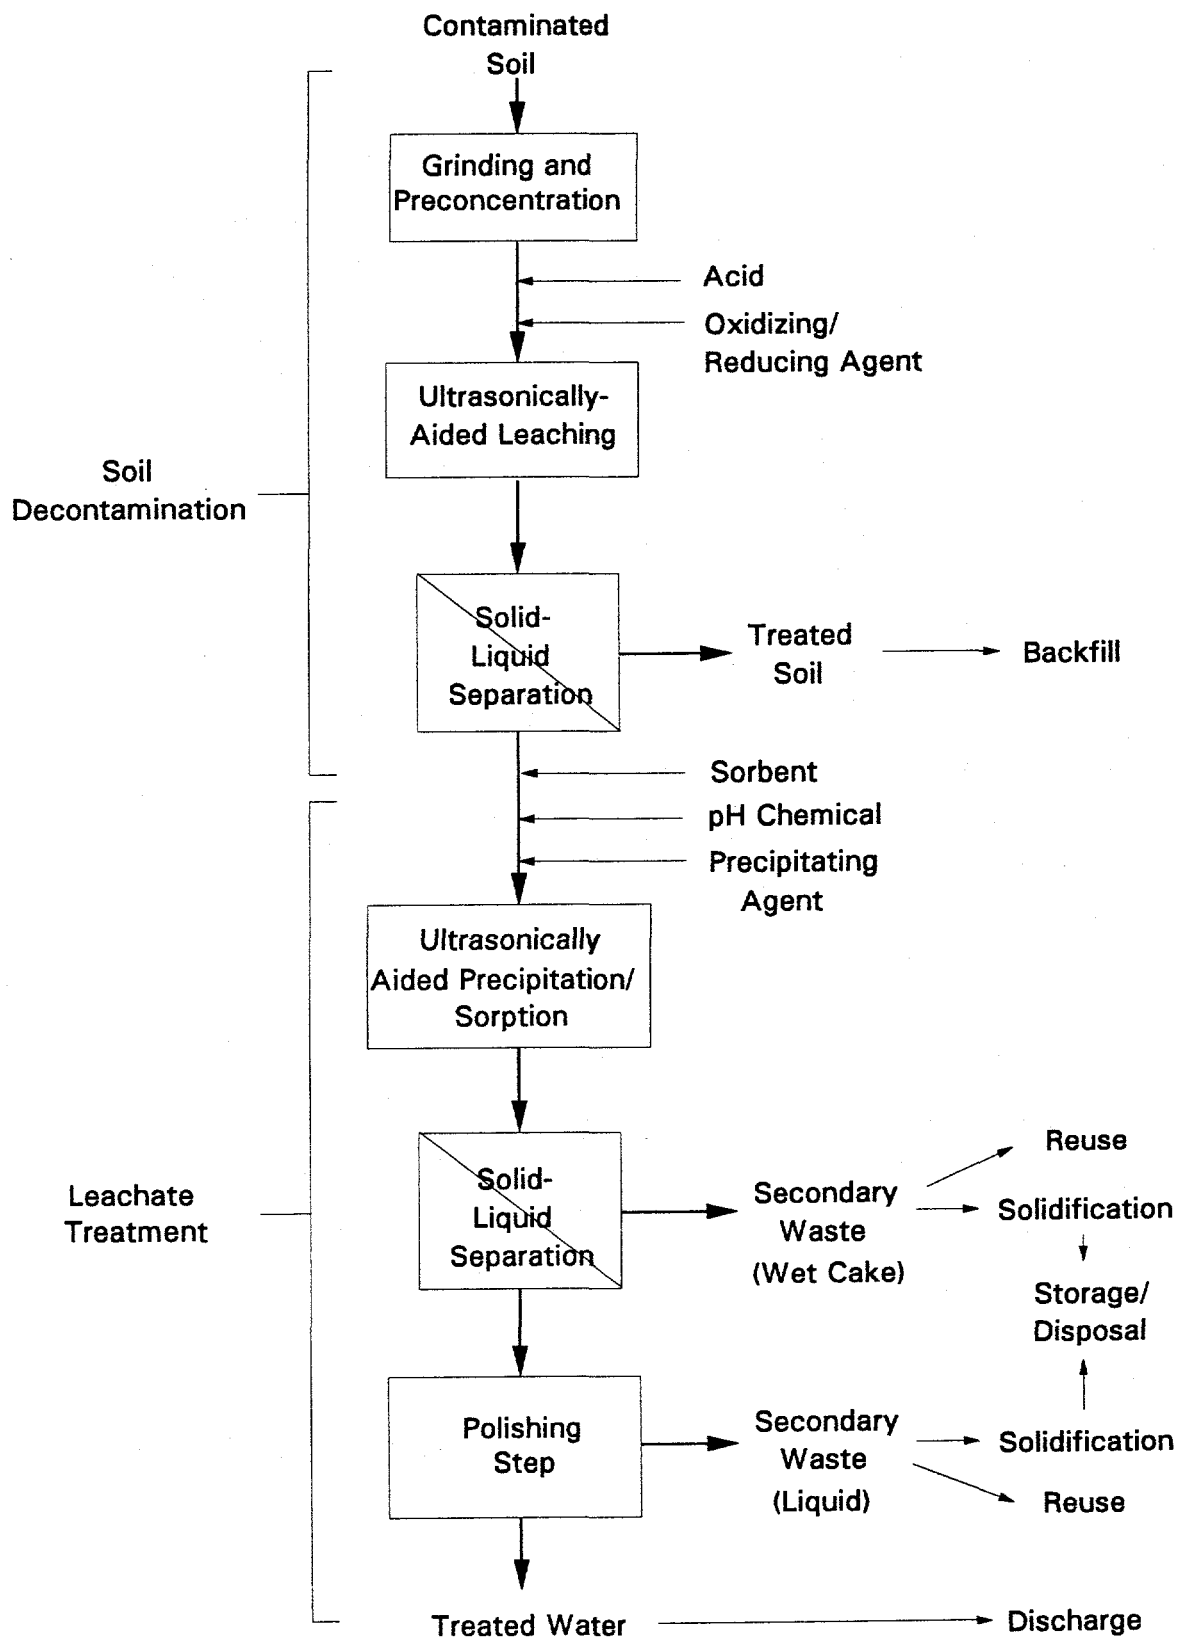 Contaminated
Soil
Grinding and
Preconcentration
Acid
Oxidizing/
Reducing Agent
Ultrasonically-
Aided Leaching
Soil
Decontamination
Solid-
Liquid
Separation
Treated
Soil
Backfill
Sorbent
pH Chemical
Precipitating
Agent
Ultrasonically
Aided Precipitation/
Sorption
Leachate
Treatment
Solid-
Liquid
Separation
Secondary
Waste
(Wet Cake)
Reuse
Solidification
Storage/
Disposal
Polishing
Step
Secondary
Waste
(Liquid)
Solidification
Reuse
Treated Water
Discharge